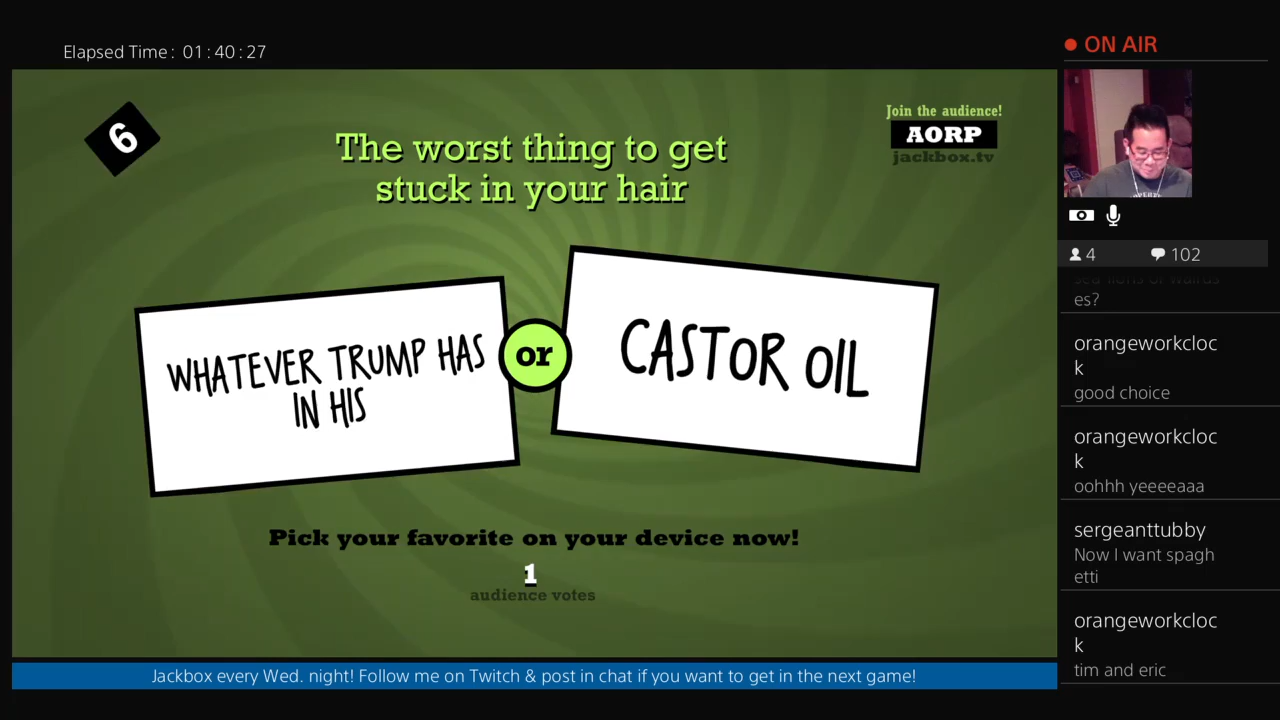 Elapsed Time: 01:40:27
ON AIR
6
The worst thing to get
stuck in your hair
Join the audience!
AORP
jackbox.tv
WHATEVER TRUMP HAS
IN HIS
or
CASTOR OIL
Pick your favorite on your device now!
1
audience votes
Jackbox every Wed. night! Follow me on Twitch & post in chat if you want to get in the next game!
4
102
sea lions or walrus
es?
orangeworkcloc
k
good choice
orangeworkcloc
k
oohhh yeeeeaaa
sergeanttubby
Now I want spagh
etti
orangeworkcloc
k
tim and eric